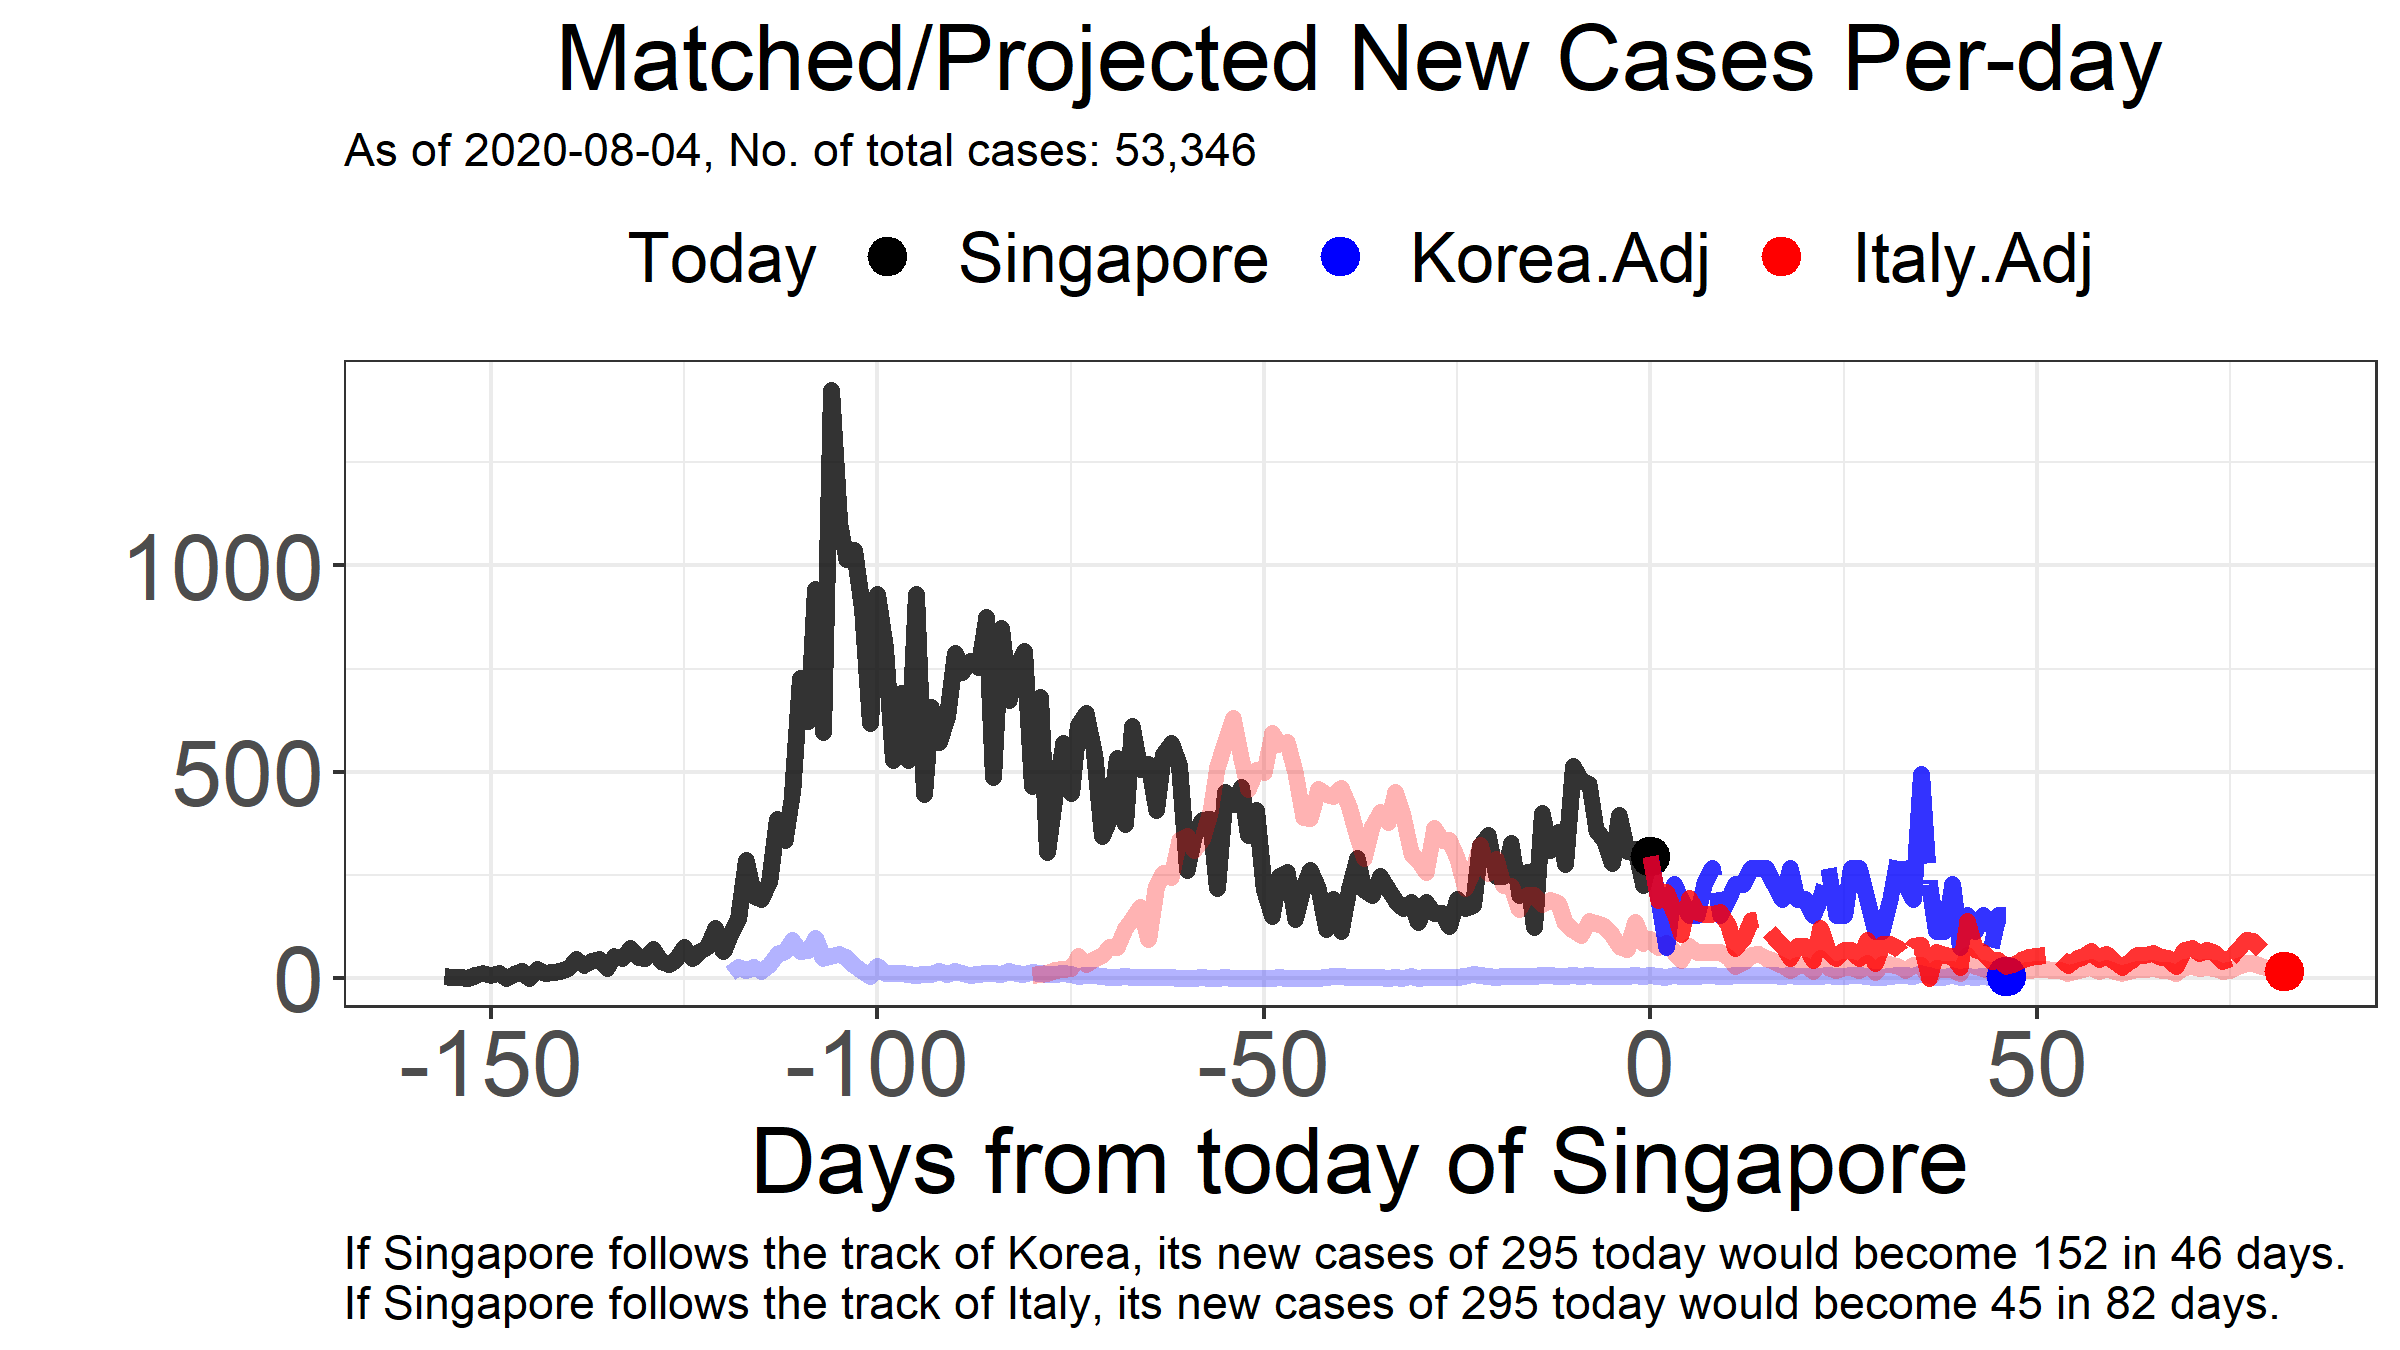 Matched/Projected New Cases Per-day
As of 2020-08-04, No. of total cases: 53,346
Today Singapore Korea.Adj Italy.Adj
1000
500
0
-150 -100 -50 0 50
Days from today of Singapore
If Singapore follows the track of Korea, its new cases of 295 today would become 152 in 46 days.
If Singapore follows the track of Italy, its new cases of 295 today would become 45 in 82 days.